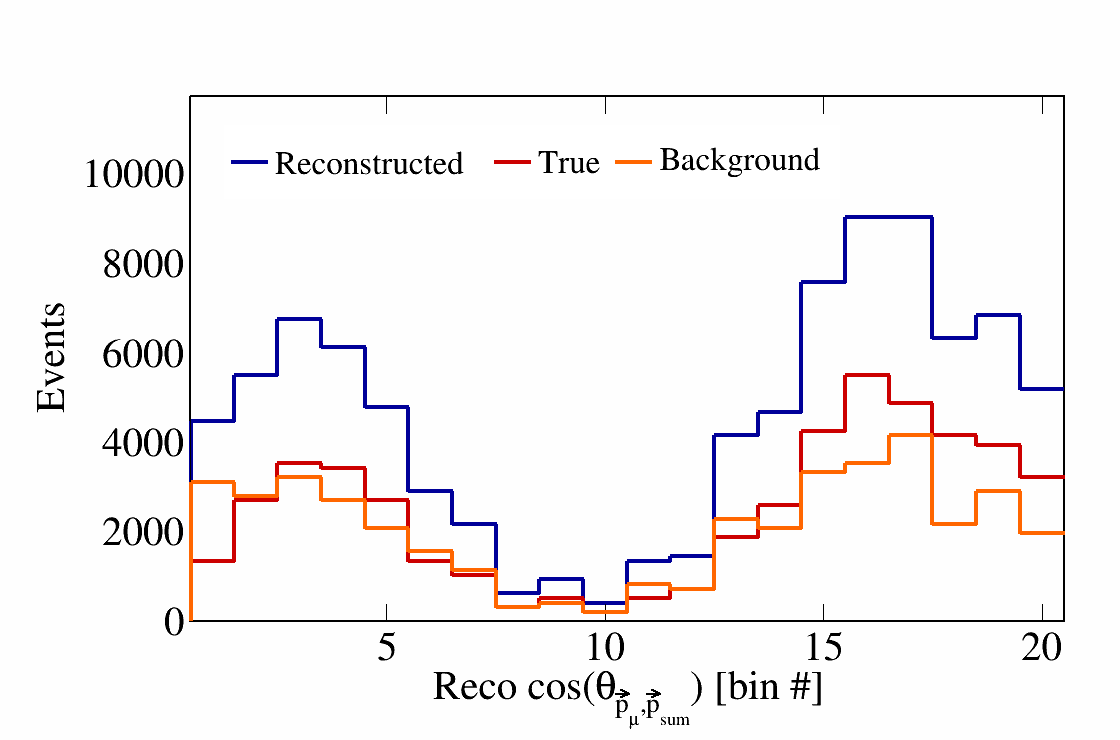 Reconstructed True Background
10000
8000
6000
4000
2000
0
Events
5 10 15 20
Reco cos(θp⃗μ,p⃗sum) [bin #]